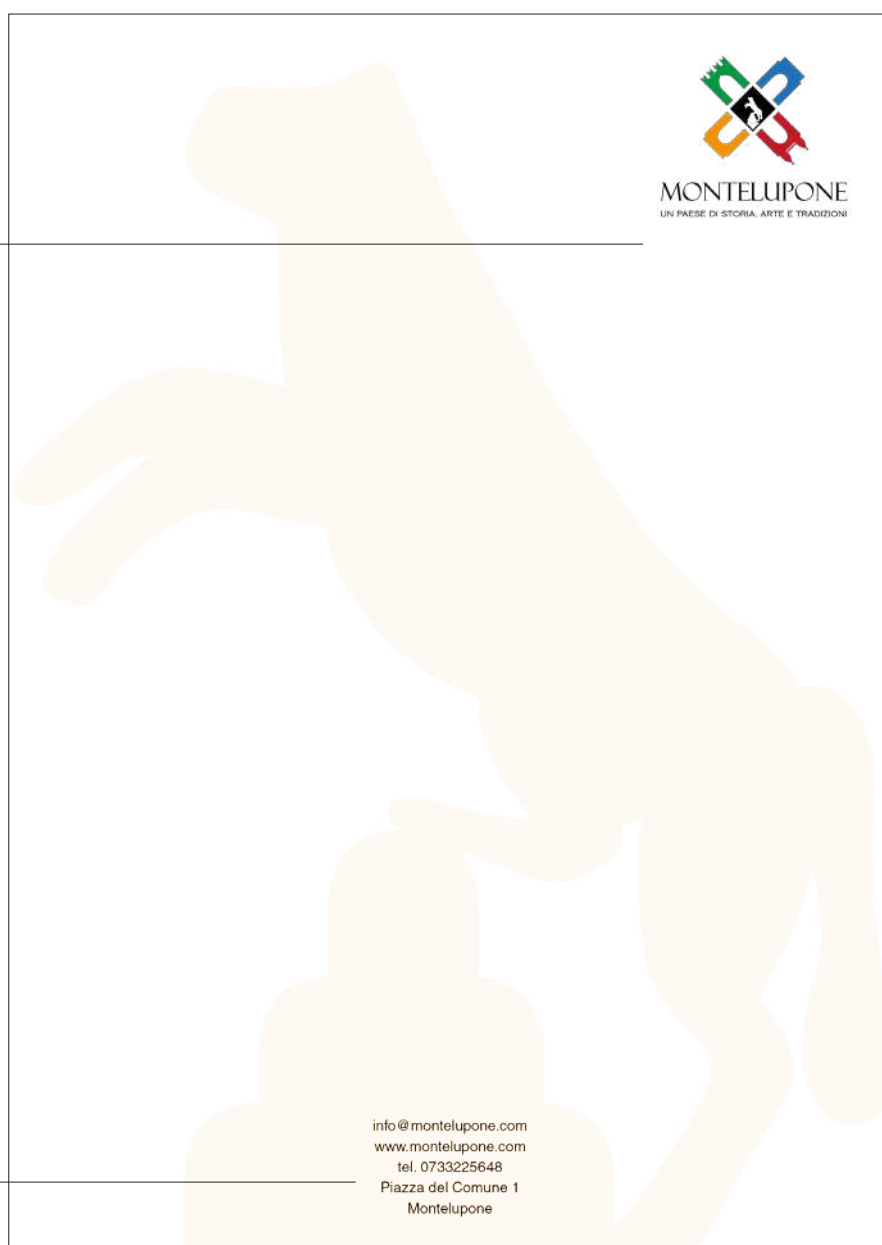 MONTELUPONE
UN PAESE DI STORIA, ARTE E TRADIZIONI
info@montelupone.com
www.montelupone.com
tel. 0733225648
Piazza del Comune 1
Montelupone